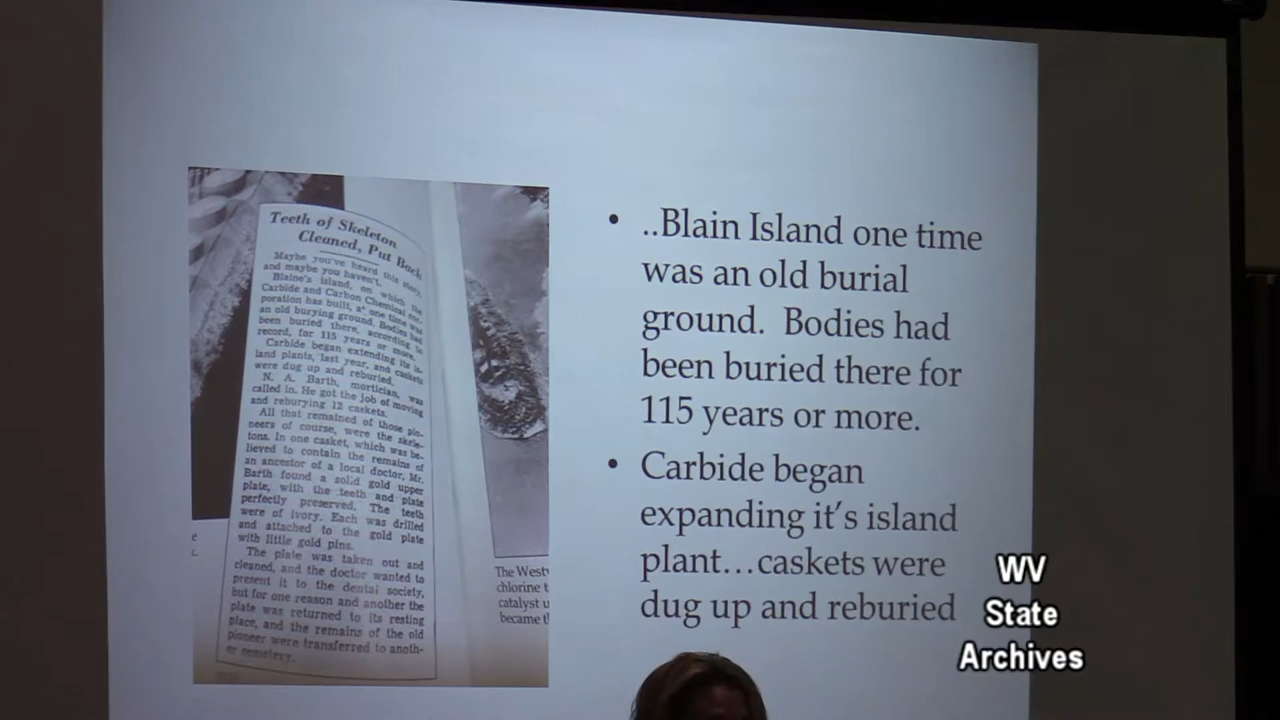 Teeth of Skeleton
Cleaned, Put Back
Maybe you've heard this story,
and maybe you haven't.
Blaine's island, on which the
Carbide and Carbon Chemical cor-
poration has built, at one time was
an old burying ground. Bodies had
been buried there, according to
record, for 115 years or more.
Carbide began extending its is-
land plants, last year, and caskets
were dug up and reburied.
N. A. Barth, mortician, was
called in. He got the job of moving
and reburying 12 caskets.
All that remained of those pio-
neers of course, were the skele-
tons. In one casket, which was be-
lieved to contain the remains of
an ancestor of a local doctor, Mr.
Barth found a solid gold upper
plate, with the teeth and plate
perfectly preserved. The teeth
were of ivory. Each was drilled
and attached to the gold plate
with little gold pins.
The plate was taken out and
cleaned, and the doctor wanted to
present it to the dental society,
but for one reason and another the
plate was returned to its resting
place, and the remains of the old
pioneer were transferred to anoth-
er cemetery.
The West
chlorine t
catalyst u
became t
• ..Blain Island one time
was an old burial
ground. Bodies had
been buried there for
115 years or more.
• Carbide began
expanding it's island
plant…caskets were
dug up and reburied
WV
State
Archives